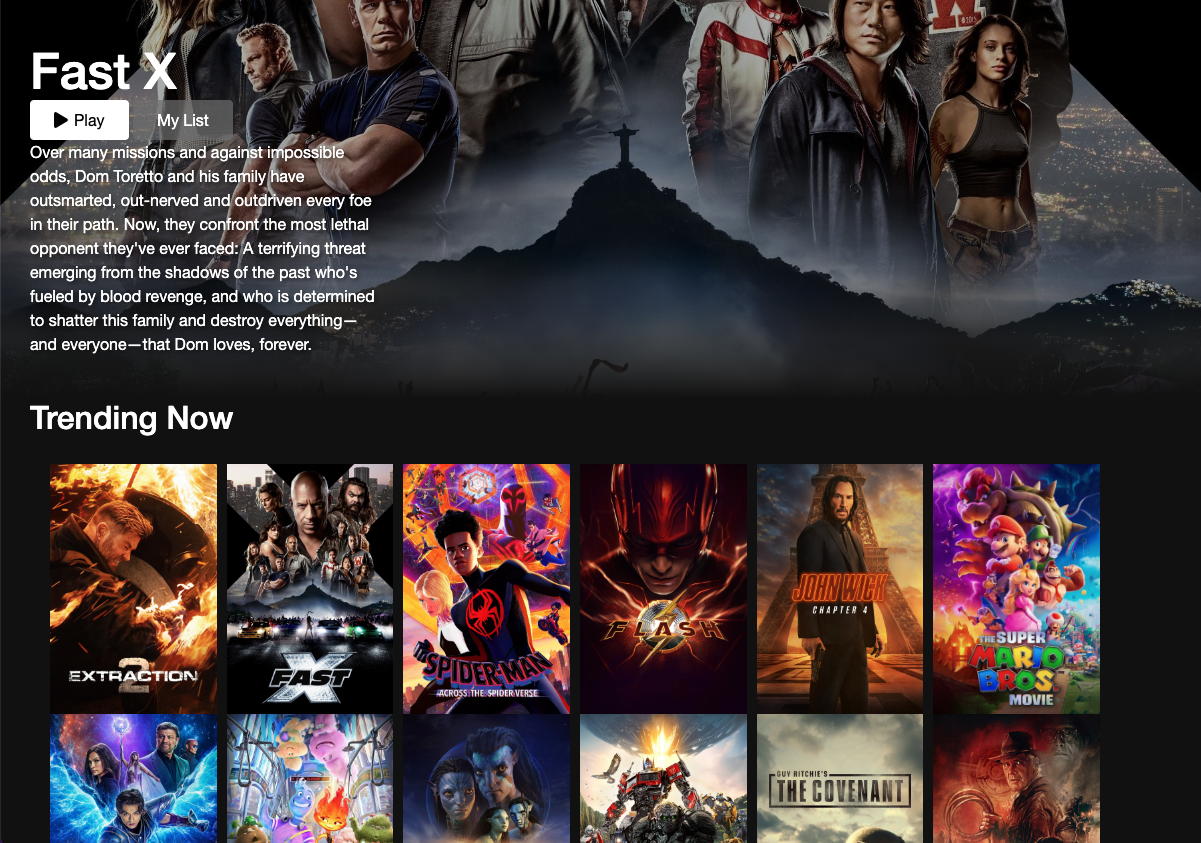 Fast X
Play
My List
Over many missions and against impossible
odds, Dom Toretto and his family have
outsmarted, out-nerved and outdriven every foe
in their path. Now, they confront the most lethal
opponent they've ever faced: A terrifying threat
emerging from the shadows of the past who's
fueled by blood revenge, and who is determined
to shatter this family and destroy everything—
and everyone—that Dom loves, forever.
Trending Now
EXTRACTION
2
FAST
X
SPIDER-MAN
ACROSS THE SPIDER-VERSE
FLASH
JOHN WICK
CHAPTER 4
THE SUPER
MARIO
BROS.
MOVIE
GUY RITCHIE'S
THE COVENANT